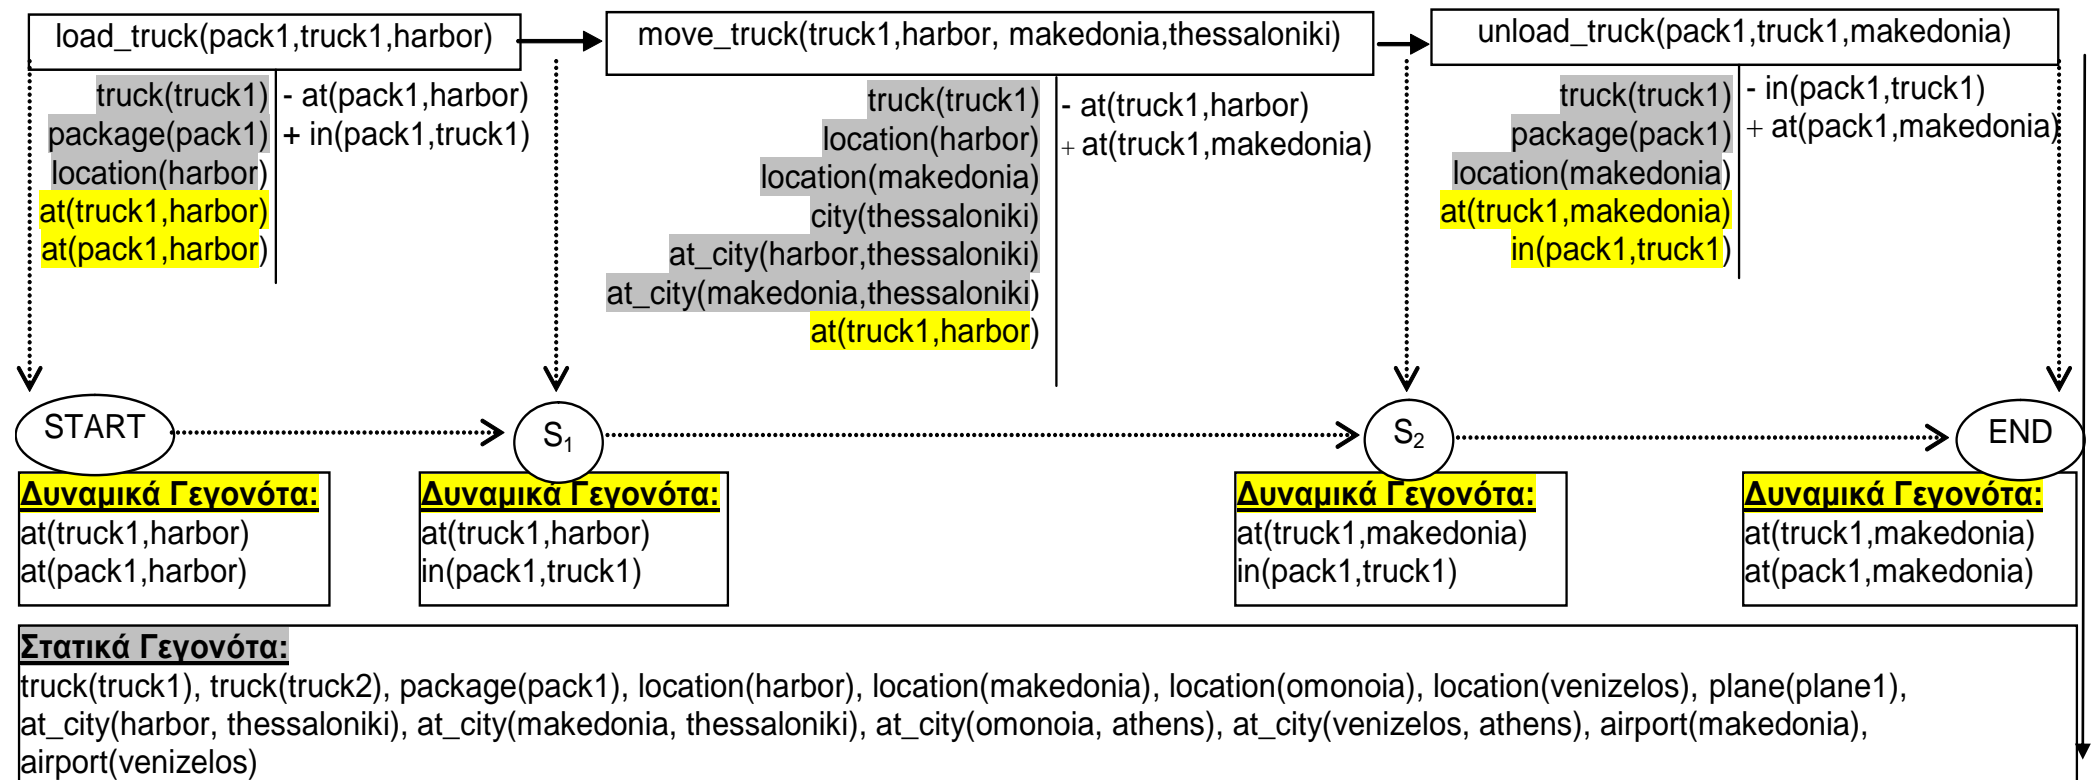 load_truck(pack1,truck1,harbor)
move_truck(truck1,harbor, makedonia,thessaloniki)
unload_truck(pack1,truck1,makedonia)
truck(truck1)
package(pack1)
location(harbor)
at(truck1,harbor)
at(pack1,harbor)
- at(pack1,harbor)
+ in(pack1,truck1)
truck(truck1)
location(harbor)
location(makedonia)
city(thessaloniki)
at_city(harbor,thessaloniki)
at_city(makedonia,thessaloniki)
at(truck1,harbor)
- at(truck1,harbor)
+ at(truck1,makedonia)
truck(truck1)
package(pack1)
location(makedonia)
at(truck1,makedonia)
in(pack1,truck1)
- in(pack1,truck1)
+ at(pack1,makedonia)
START
S1
S2
END
Δυναμικά Γεγονότα:
at(truck1,harbor)
at(pack1,harbor)
Δυναμικά Γεγονότα:
at(truck1,harbor)
in(pack1,truck1)
Δυναμικά Γεγονότα:
at(truck1,makedonia)
in(pack1,truck1)
Δυναμικά Γεγονότα:
at(truck1,makedonia)
at(pack1,makedonia)
Στατικά Γεγονότα:
truck(truck1), truck(truck2), package(pack1), location(harbor), location(makedonia), location(omonoia), location(venizelos), plane(plane1),
at_city(harbor, thessaloniki), at_city(makedonia, thessaloniki), at_city(omonoia, athens), at_city(venizelos, athens), airport(makedonia),
airport(venizelos)